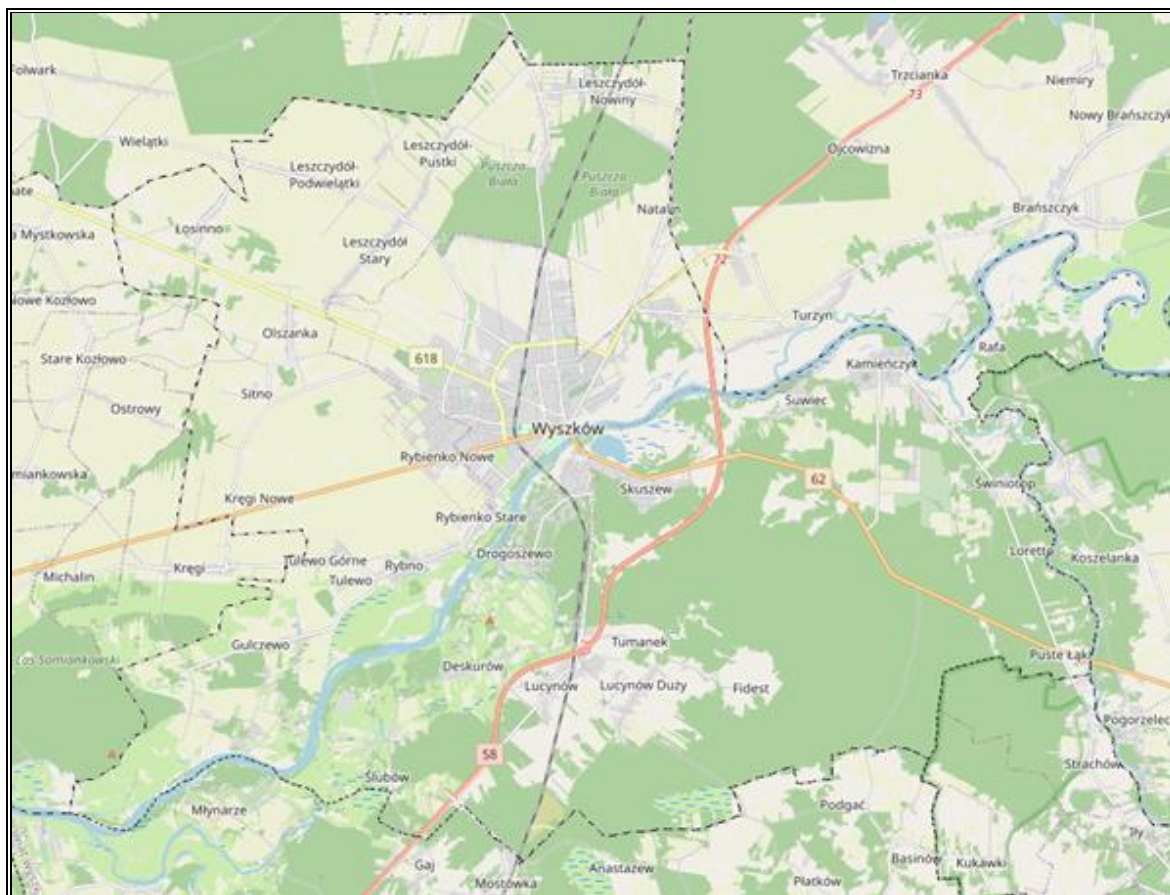 Trzcianka
Folwark
Niemiry
Leszczydół-
Nowiny
73
Nowy Brańszczyk
Wielątki
Leszczydół-
Pustki
Ojcowizna
Leszczydół-
Podwielątki
Puszcza
Biała
Puszcza
Biała
Natalin
Brańszczyk
Łosinno
Mystkowska
Leszczydół
Stary
72
Nowe Kozłowo
Turzyn
Olszanka
Rafa
Stare Kozłowo
618
Kamieńczyk
Sitno
Suwiec
Ostrowy
Wyszków
Rybienko Nowe
miankowska
62
Świniotop
Skuszew
Kręgi Nowe
Rybienko Stare
Loretto
Koszelanka
Drogoszewo
Tulewo Górne
Rybno
Kręgi
Michalin
Tulewo
Tumanek
Gulczewo
Puste Łąk
Las Somiankowski
Deskurów
Lucynów
Lucynów Duży
Fidest
Pogorzelec
S8
Strachów
Ślubów
Młynarze
Podgać
Gaj
Basinów
Kukawki
Anastazew
Płatków
Mostówka